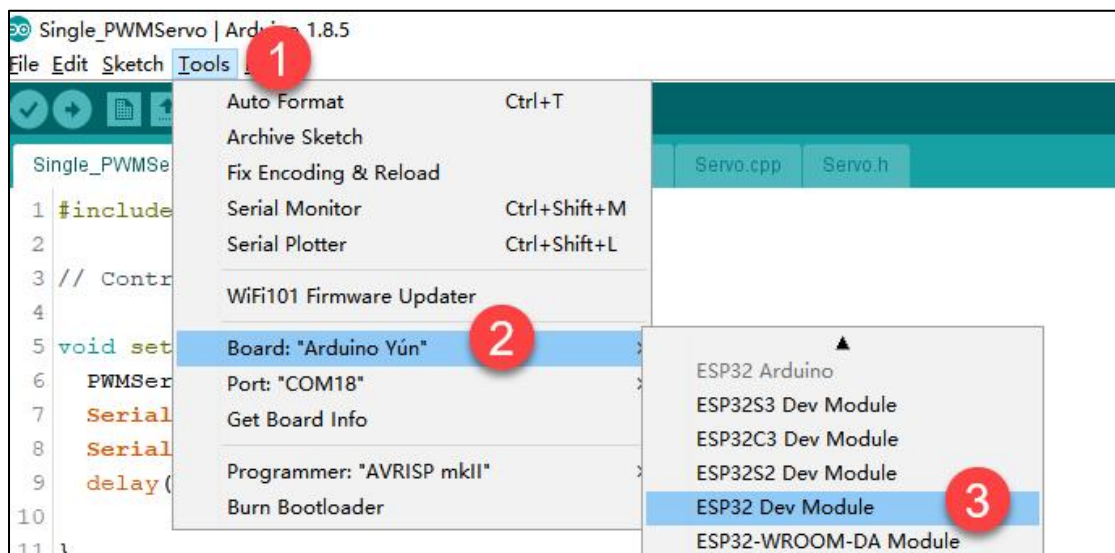 Single_PWMServo | Arduino 1.8.5
File Edit Sketch Tools
1
Auto Format Ctrl+T
Archive Sketch
Single_PWMSe Servo.cpp Servo.h
Fix Encoding & Reload
1 #include Serial Monitor Ctrl+Shift+M
2 Serial Plotter Ctrl+Shift+L
3 // Contr
WiFi101 Firmware Updater
4
5 void set Board: "Arduino Yún" 2
6 PWMSer Port: "COM18"
ESP32 Arduino
7 Serial Get Board Info ESP32S3 Dev Module
8 Serial ESP32C3 Dev Module
9 delay( Programmer: "AVRISP mkII" ESP32S2 Dev Module
10 Burn Bootloader ESP32 Dev Module 3
11 } ESP32-WROOM-DA Module